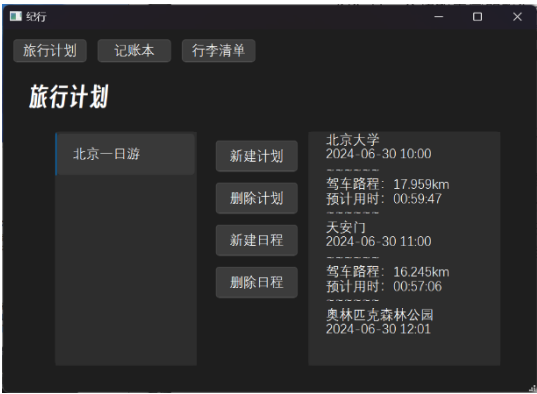 纪行
旅行计划
记账本
行李清单
旅行计划
北京一日游
新建计划
删除计划
新建日程
删除日程
北京大学
2024-06-30 10:00
~~~~~~
驾车路程：17.959km
预计用时：00:59:47
~~~~~~
天安门
2024-06-30 11:00
~~~~~~
驾车路程：16.245km
预计用时：00:57:06
~~~~~~
奥林匹克森林公园
2024-06-30 12:01